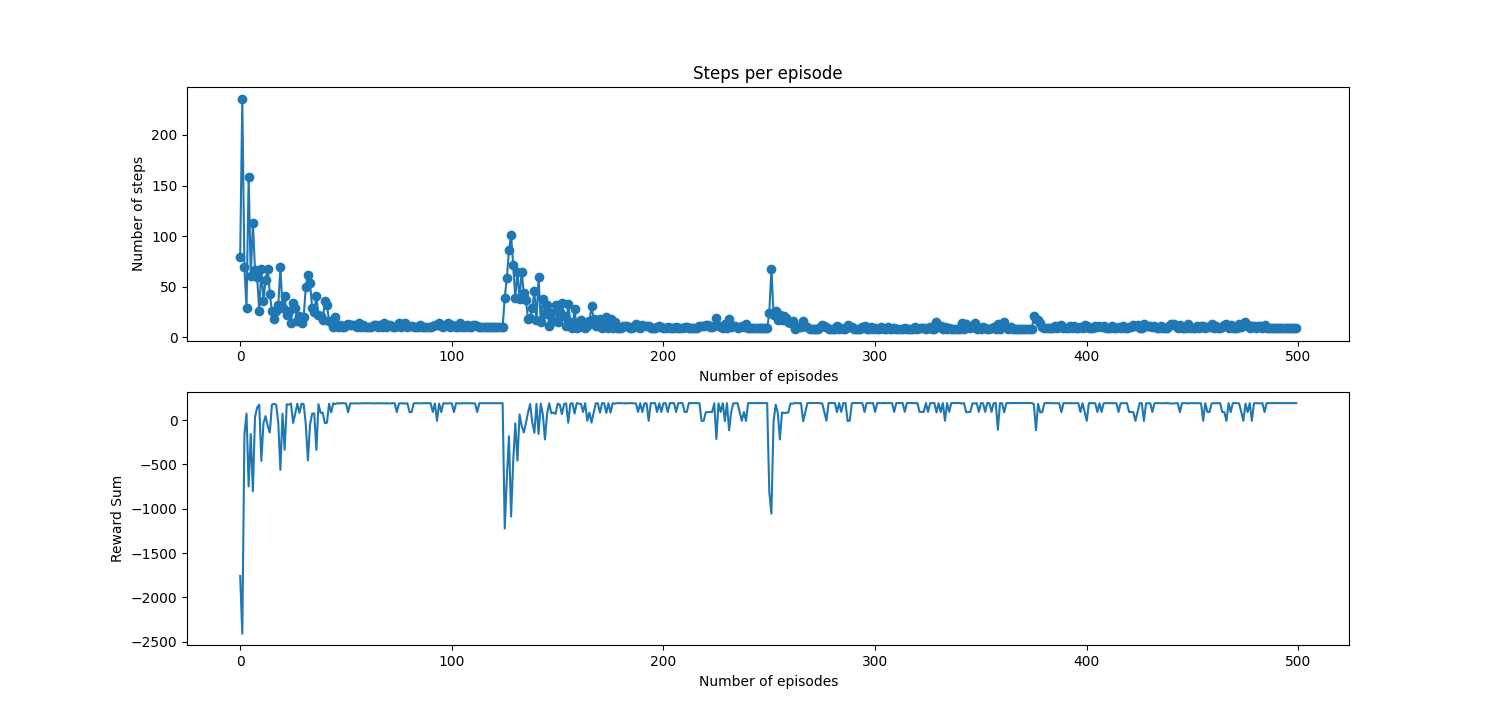 Steps per episode
Number of steps
200
150
100
50
0
0 100 200 300 400 500
Number of episodes
Reward Sum
0
−500
−1000
−1500
−2000
−2500
0 100 200 300 400 500
Number of episodes